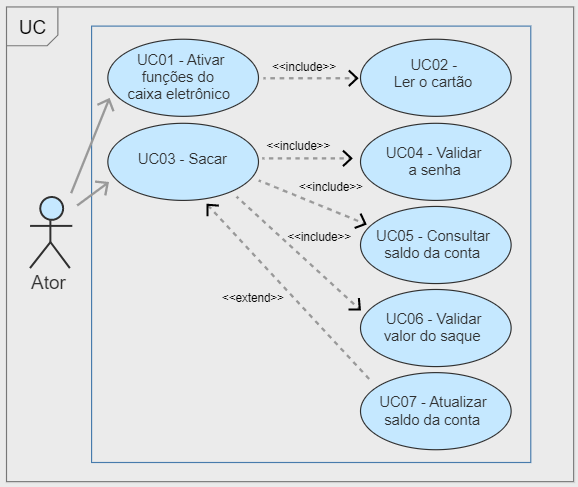 UC
UC01 - Ativar
funções do
caixa eletrônico
<<include>>
UC02 -
Ler o cartão
UC03 - Sacar
<<include>>
UC04 - Validar
a senha
<<include>>
UC05 - Consultar
saldo da conta
<<include>>
UC06 - Validar
valor do saque
<<extend>>
UC07 - Atualizar
saldo da conta
Ator